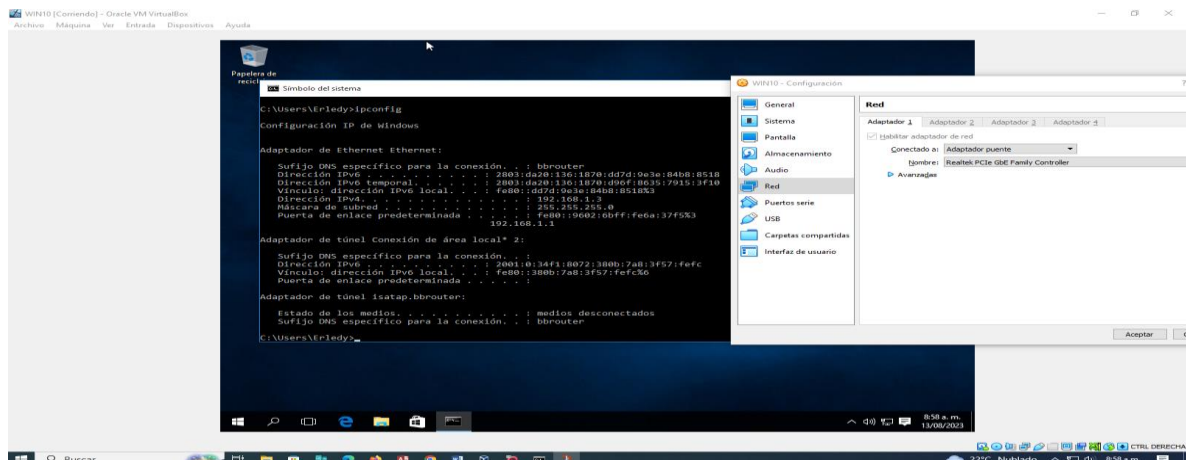 WIN10 [Corriendo] - Oracle VM VirtualBox
Archivo Máquina Ver Entrada Dispositivos Ayuda
Papelera de
Símbolo del sistema
C:\Users\Erledy>ipconfig
Configuración IP de Windows
Adaptador de Ethernet Ethernet:
Sufijo DNS específico para la conexión. . : bbrouter
Dirección IPv6 . . . . . . . . . . : 2803:da20:136:1870:dd7d:9e3e:84b8:8518
Dirección IPv6 temporal. . . . . . : 2803:da20:136:1870:d96f:8635:7915:3f10
Vínculo: dirección IPv6 local. . . : fe80::dd7d:9e3e:84b8:8518%3
Dirección IPv4. . . . . . . . . . . . . . : 192.168.1.3
Máscara de subred . . . . . . . . . . . . : 255.255.255.0
Puerta de enlace predeterminada . . . . . : fe80::9602:6bff:fe6a:37f5%3
192.168.1.1
Adaptador de túnel Conexión de área local* 2:
Sufijo DNS específico para la conexión. . :
Dirección IPv6 . . . . . . . . . . : 2001:0:34f1:8072:380b:7a8:3f57:fefc
Vínculo: dirección IPv6 local. . . : fe80::380b:7a8:3f57:fefc%6
Puerta de enlace predeterminada . . . . . :
Adaptador de túnel isatap.bbrouter:
Estado de los medios. . . . . . . . . . . : medios desconectados
Sufijo DNS específico para la conexión. . : bbrouter
C:\Users\Erledy>
WIN10 - Configuración
General
Sistema
Pantalla
Almacenamiento
Audio
Red
Puertos serie
USB
Carpetas compartidas
Interfaz de usuario
Red
Adaptador 1 Adaptador 2 Adaptador 3 Adaptador 4
Habilitar adaptador de red
Conectado a: Adaptador puente
Nombre: Realtek PCIe GbE Family Controller
Avanzadas
Aceptar
8:58 a. m.
13/08/2023
CTRL DERECHA
Buscar
Nublado
8:58 a.m.